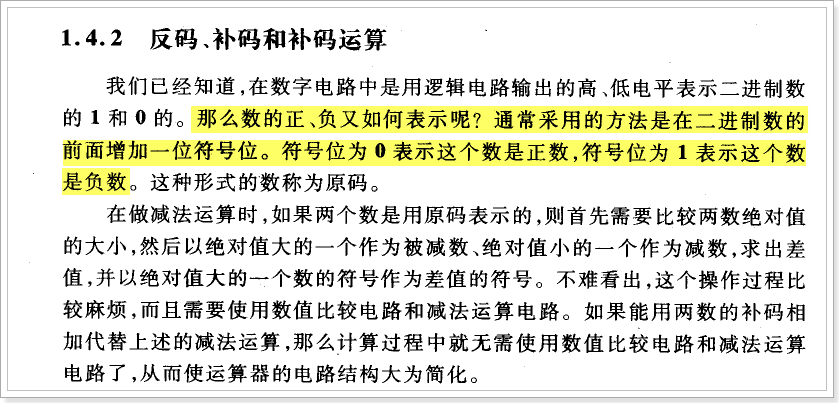 1.4.2 反码、补码和补码运算
我们已经知道,在数字电路中是用逻辑电路输出的高、低电平表示二进制数
的 1 和 0 的。那么数的正、负又如何表示呢? 通常采用的方法是在二进制数的
前面增加一位符号位。符号位为 0 表示这个数是正数,符号位为 1 表示这个数
是负数。这种形式的数称为原码。
在做减法运算时,如果两个数是用原码表示的,则首先需要比较两数绝对值
的大小,然后以绝对值大的一个作为被减数、绝对值小的一个作为减数,求出差
值,并以绝对值大的一个数的符号作为差值的符号。不难看出,这个操作过程比
较麻烦,而且需要使用数值比较电路和减法运算电路。如果能用两数的补码相
加代替上述的减法运算,那么计算过程中就无需使用数值比较电路和减法运算
电路了,从而使运算器的电路结构大为简化。